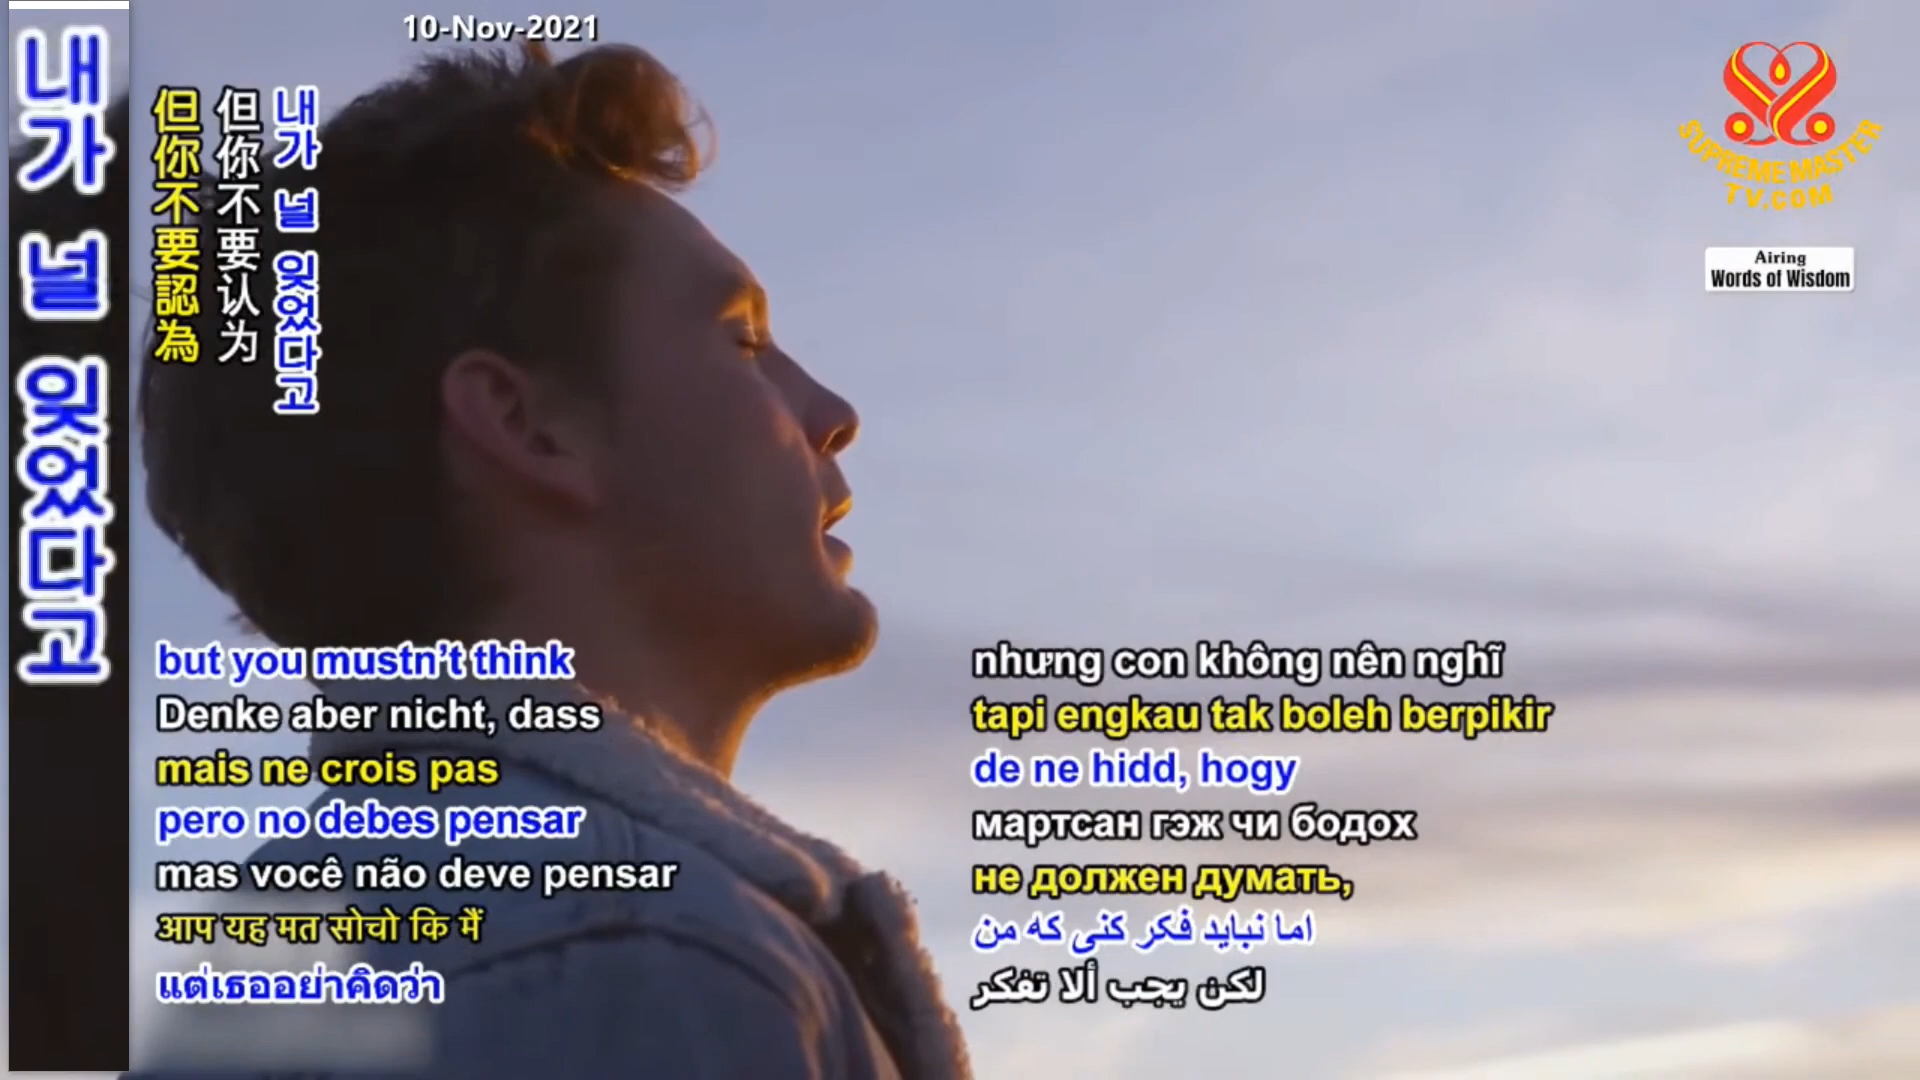 10-Nov-2021
내가 널 잊었다고
但你不要認為
但你不要认为
내가 널 잊었다고
SUPREME MASTER
TV.COM
Airing
Words of Wisdom
but you mustn't think
Denke aber nicht, dass
mais ne crois pas
pero no debes pensar
mas você não deve pensar
आप यह मत सोचो कि मैं
แต่เธออย่าคิดว่า
nhưng con không nên nghĩ
tapi engkau tak boleh berpikir
de ne hidd, hogy
мартсан гэж чи бодох
не должен думать,
اما نباید فکر کنی که من
لكن يجب ألا تفكر